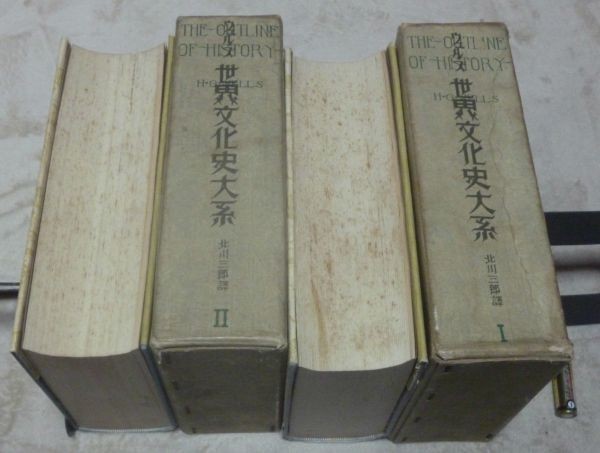 THE OUTLINE
OF HISTORY
H·G·WELLS
ウェルズ
世界文化史大系
北川三郎譯
II
THE OUTLINE
OF HISTORY
H·G·WELLS
ウェルズ
世界文化史大系
北川三郎譯
I